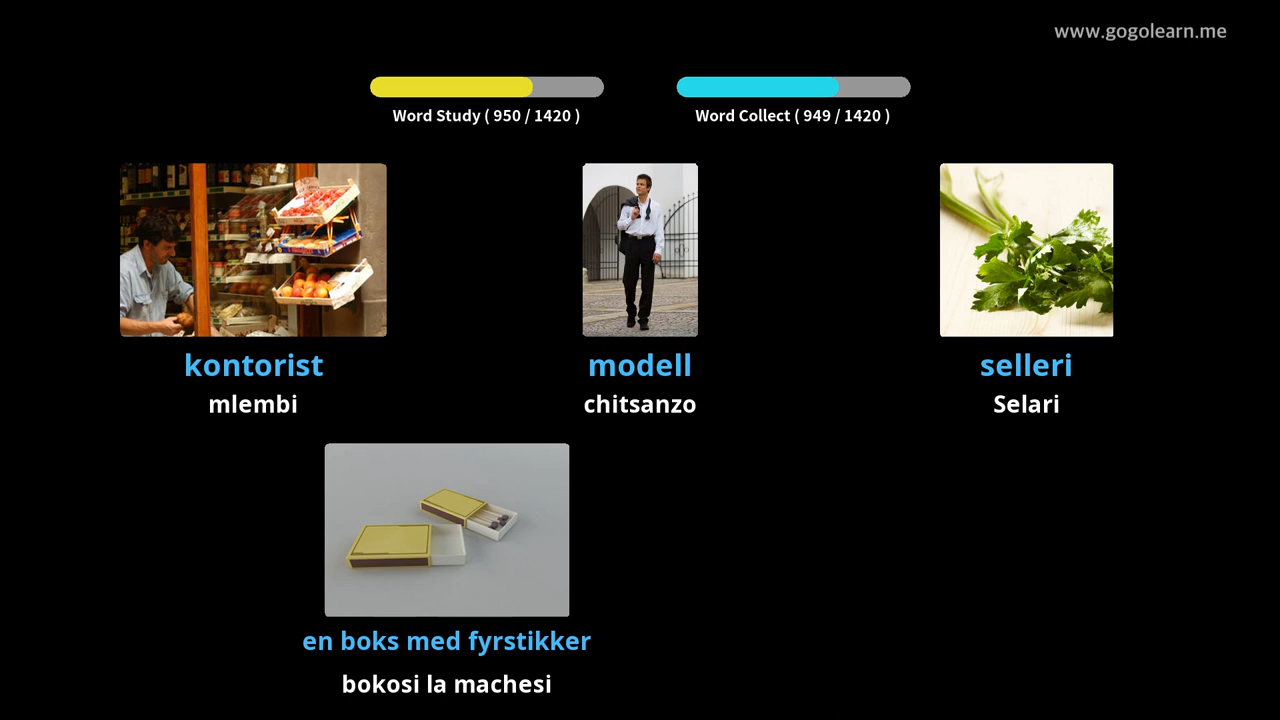 www.gogolearn.me
Word Study ( 950 / 1420 )
Word Collect ( 949 / 1420 )
kontorist
mlembi
modell
chitsanzo
selleri
Selari
en boks med fyrstikker
bokosi la machesi